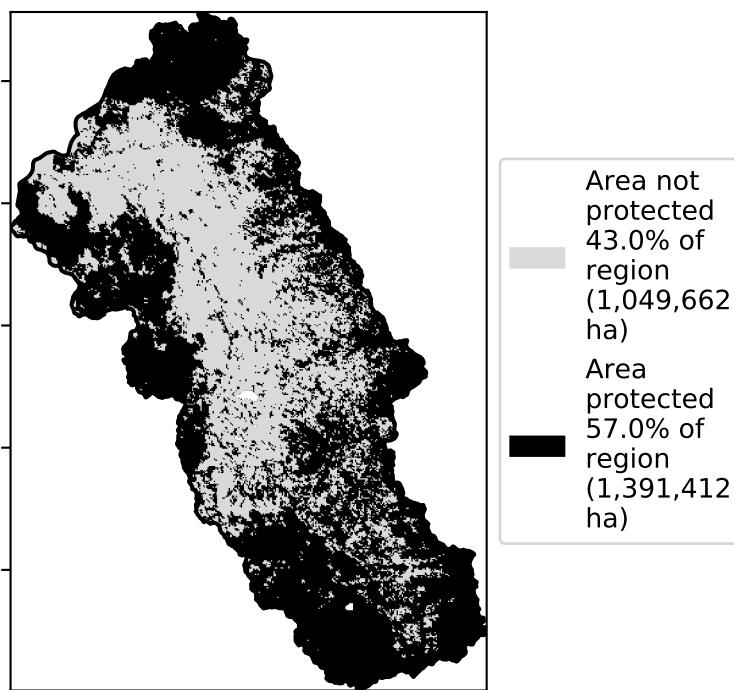 Area not
protected
43.0% of
region
(1,049,662
ha)
Area
protected
57.0% of
region
(1,391,412
ha)